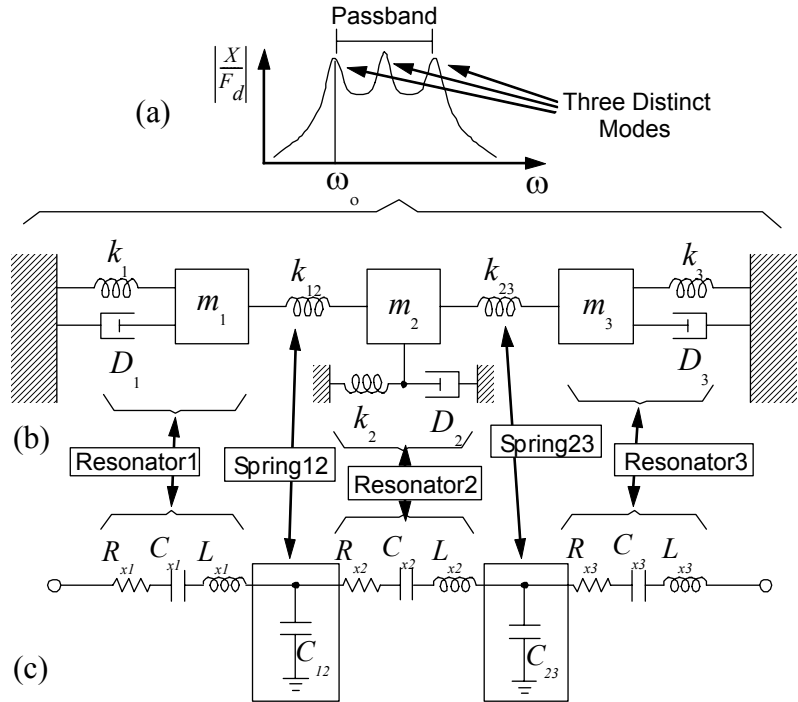 Passband
|X/F_d|
(a)
Three Distinct
Modes
ω_o
ω
k_1
k_12
k_23
k_3
m_1
m_2
m_3
D_1
D_3
k_2
D_2
(b)
Resonator1
Spring12
Resonator2
Spring23
Resonator3
R_x1 C_x1 L_x1
R_x2 C_x2 L_x2
R_x3 C_x3 L_x3
C_12
C_23
(c)